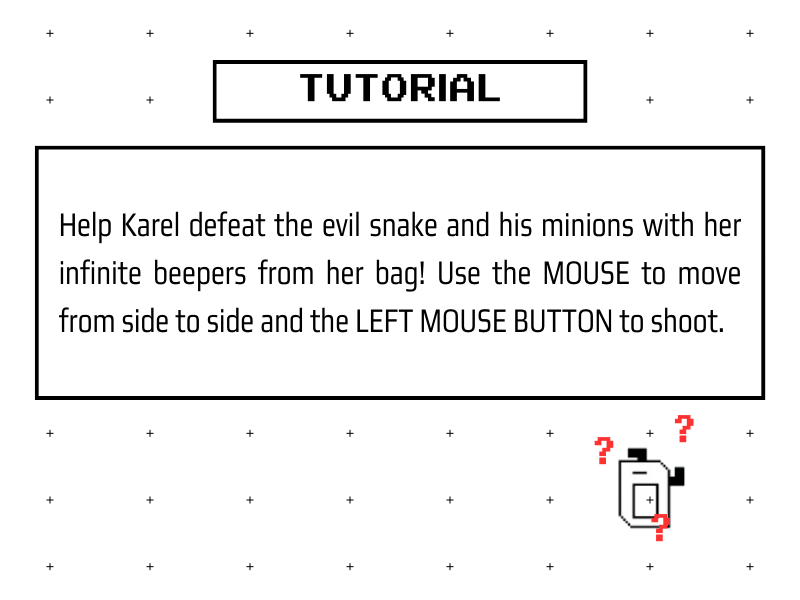 TUTORIAL
Help Karel defeat the evil snake and his minions with her
infinite beepers from her bag! Use the MOUSE to move
from side to side and the LEFT MOUSE BUTTON to shoot.
?
?
?